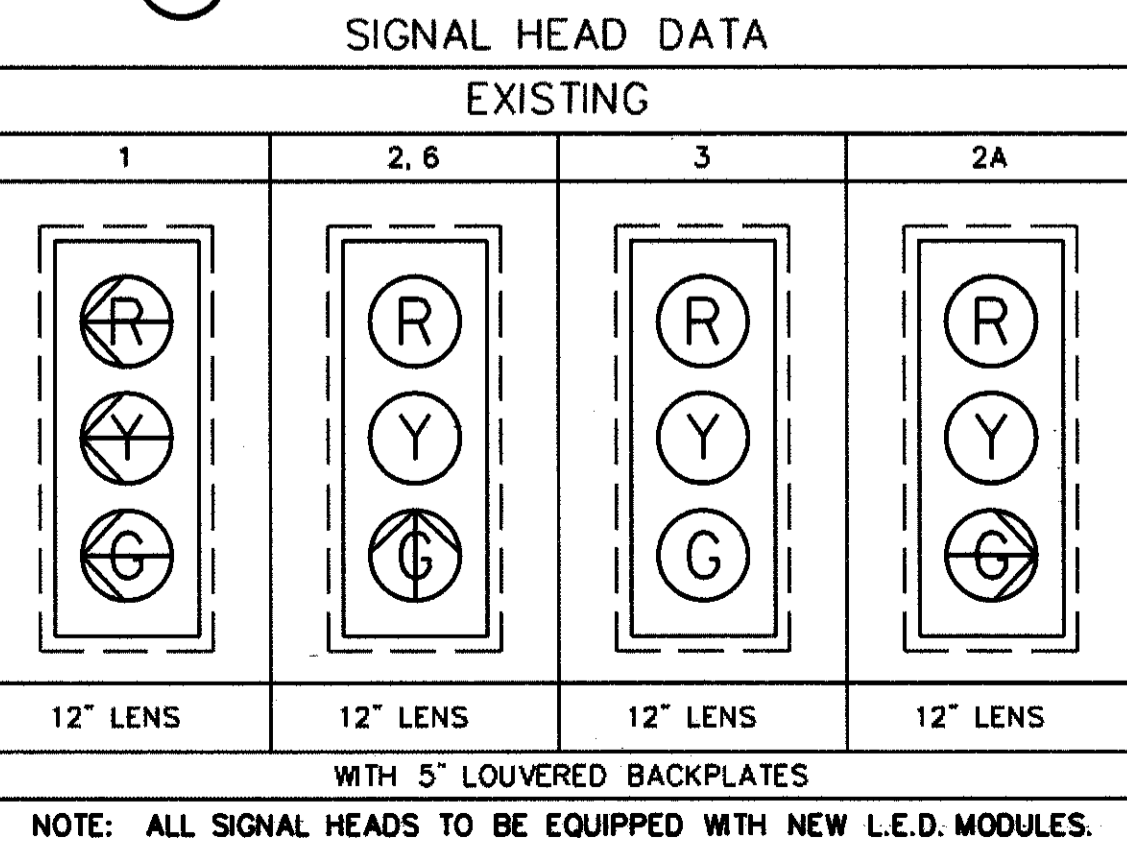 SIGNAL HEAD DATA
EXISTING
1 2, 6 3 2A
R R R R
Y Y Y Y
G G G G
12" LENS 12" LENS 12" LENS 12" LENS
WITH 5" LOUVERED BACKPLATES
NOTE: ALL SIGNAL HEADS TO BE EQUIPPED WITH NEW L.E.D. MODULES.